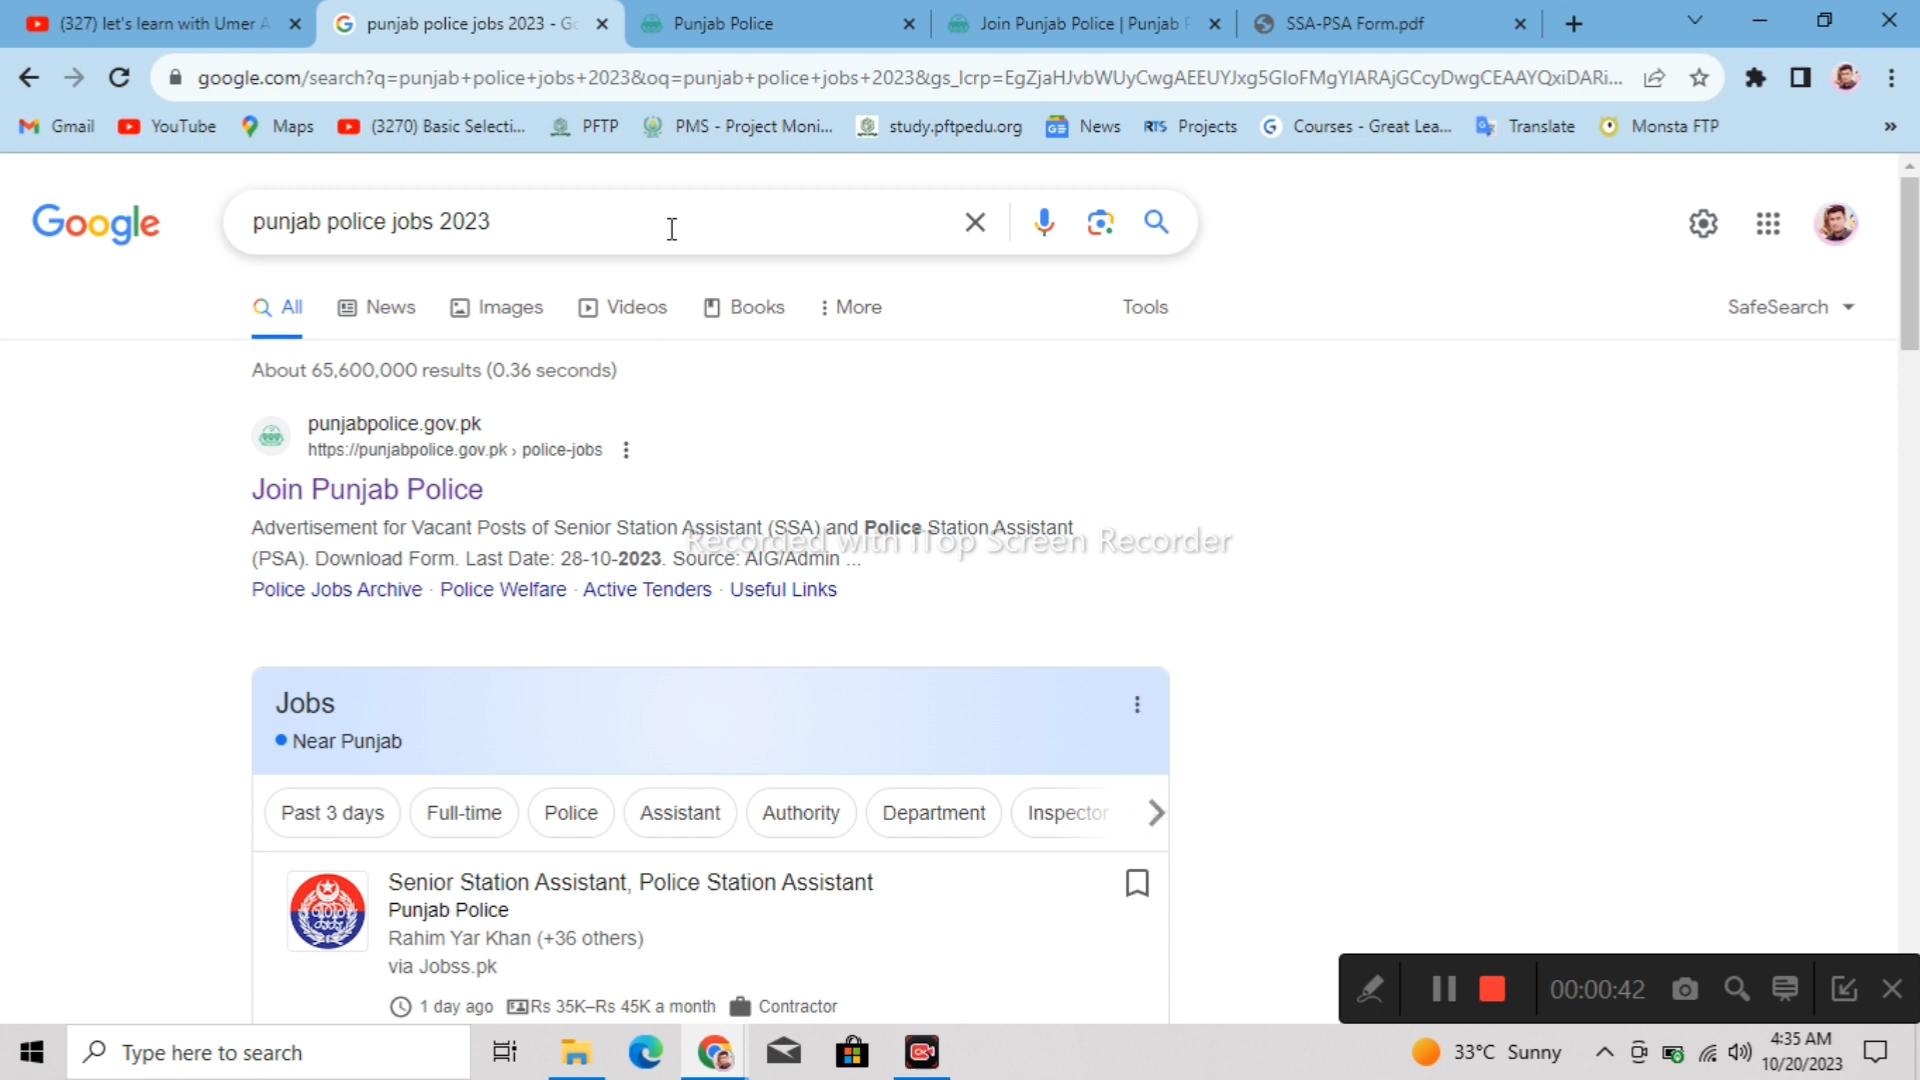 (327) let's learn with Umer A
punjab police jobs 2023 - Go
Punjab Police
Join Punjab Police | Punjab P
SSA-PSA Form.pdf
google.com/search?q=punjab+police+jobs+2023&oq=punjab+police+jobs+2023&gs_lcrp=EgZjaHJvbWUyCwgAEEUYJxg5GIoFMgYIARAjGCcyDwgCEAAYQxiDARi...
Gmail
YouTube
Maps
(3270) Basic Selecti...
PFTP
PMS - Project Moni...
study.pftpedu.org
News
RTS Projects
Courses - Great Lea...
Translate
Monsta FTP
»
Google
punjab police jobs 2023
All
News
Images
Videos
Books
More
Tools
SafeSearch
About 65,600,000 results (0.36 seconds)
punjabpolice.gov.pk
https://punjabpolice.gov.pk › police-jobs
Join Punjab Police
Advertisement for Vacant Posts of Senior Station Assistant (SSA) and Police Station Assistant
(PSA). Download Form. Last Date: 28-10-2023. Source: AIG/Admin ...
Recorded with iTop Screen Recorder
Police Jobs Archive · Police Welfare · Active Tenders · Useful Links
Jobs
Near Punjab
Past 3 days
Full-time
Police
Assistant
Authority
Department
Inspector
Senior Station Assistant, Police Station Assistant
Punjab Police
Rahim Yar Khan (+36 others)
via Jobss.pk
1 day ago
Rs 35K–Rs 45K a month
Contractor
00:00:42
Type here to search
33°C Sunny
4:35 AM
10/20/2023